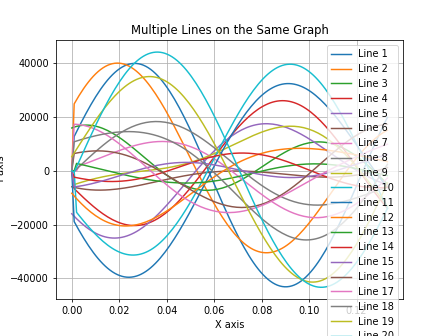 Multiple Lines on the Same Graph
40000
20000
0
−20000
−40000
0.00
0.02
0.04
0.06
0.08
0.10
X axis
Line 1
Line 2
Line 3
Line 4
Line 5
Line 6
Line 7
Line 8
Line 9
Line 10
Line 11
Line 12
Line 13
Line 14
Line 15
Line 16
Line 17
Line 18
Line 19
Line 20